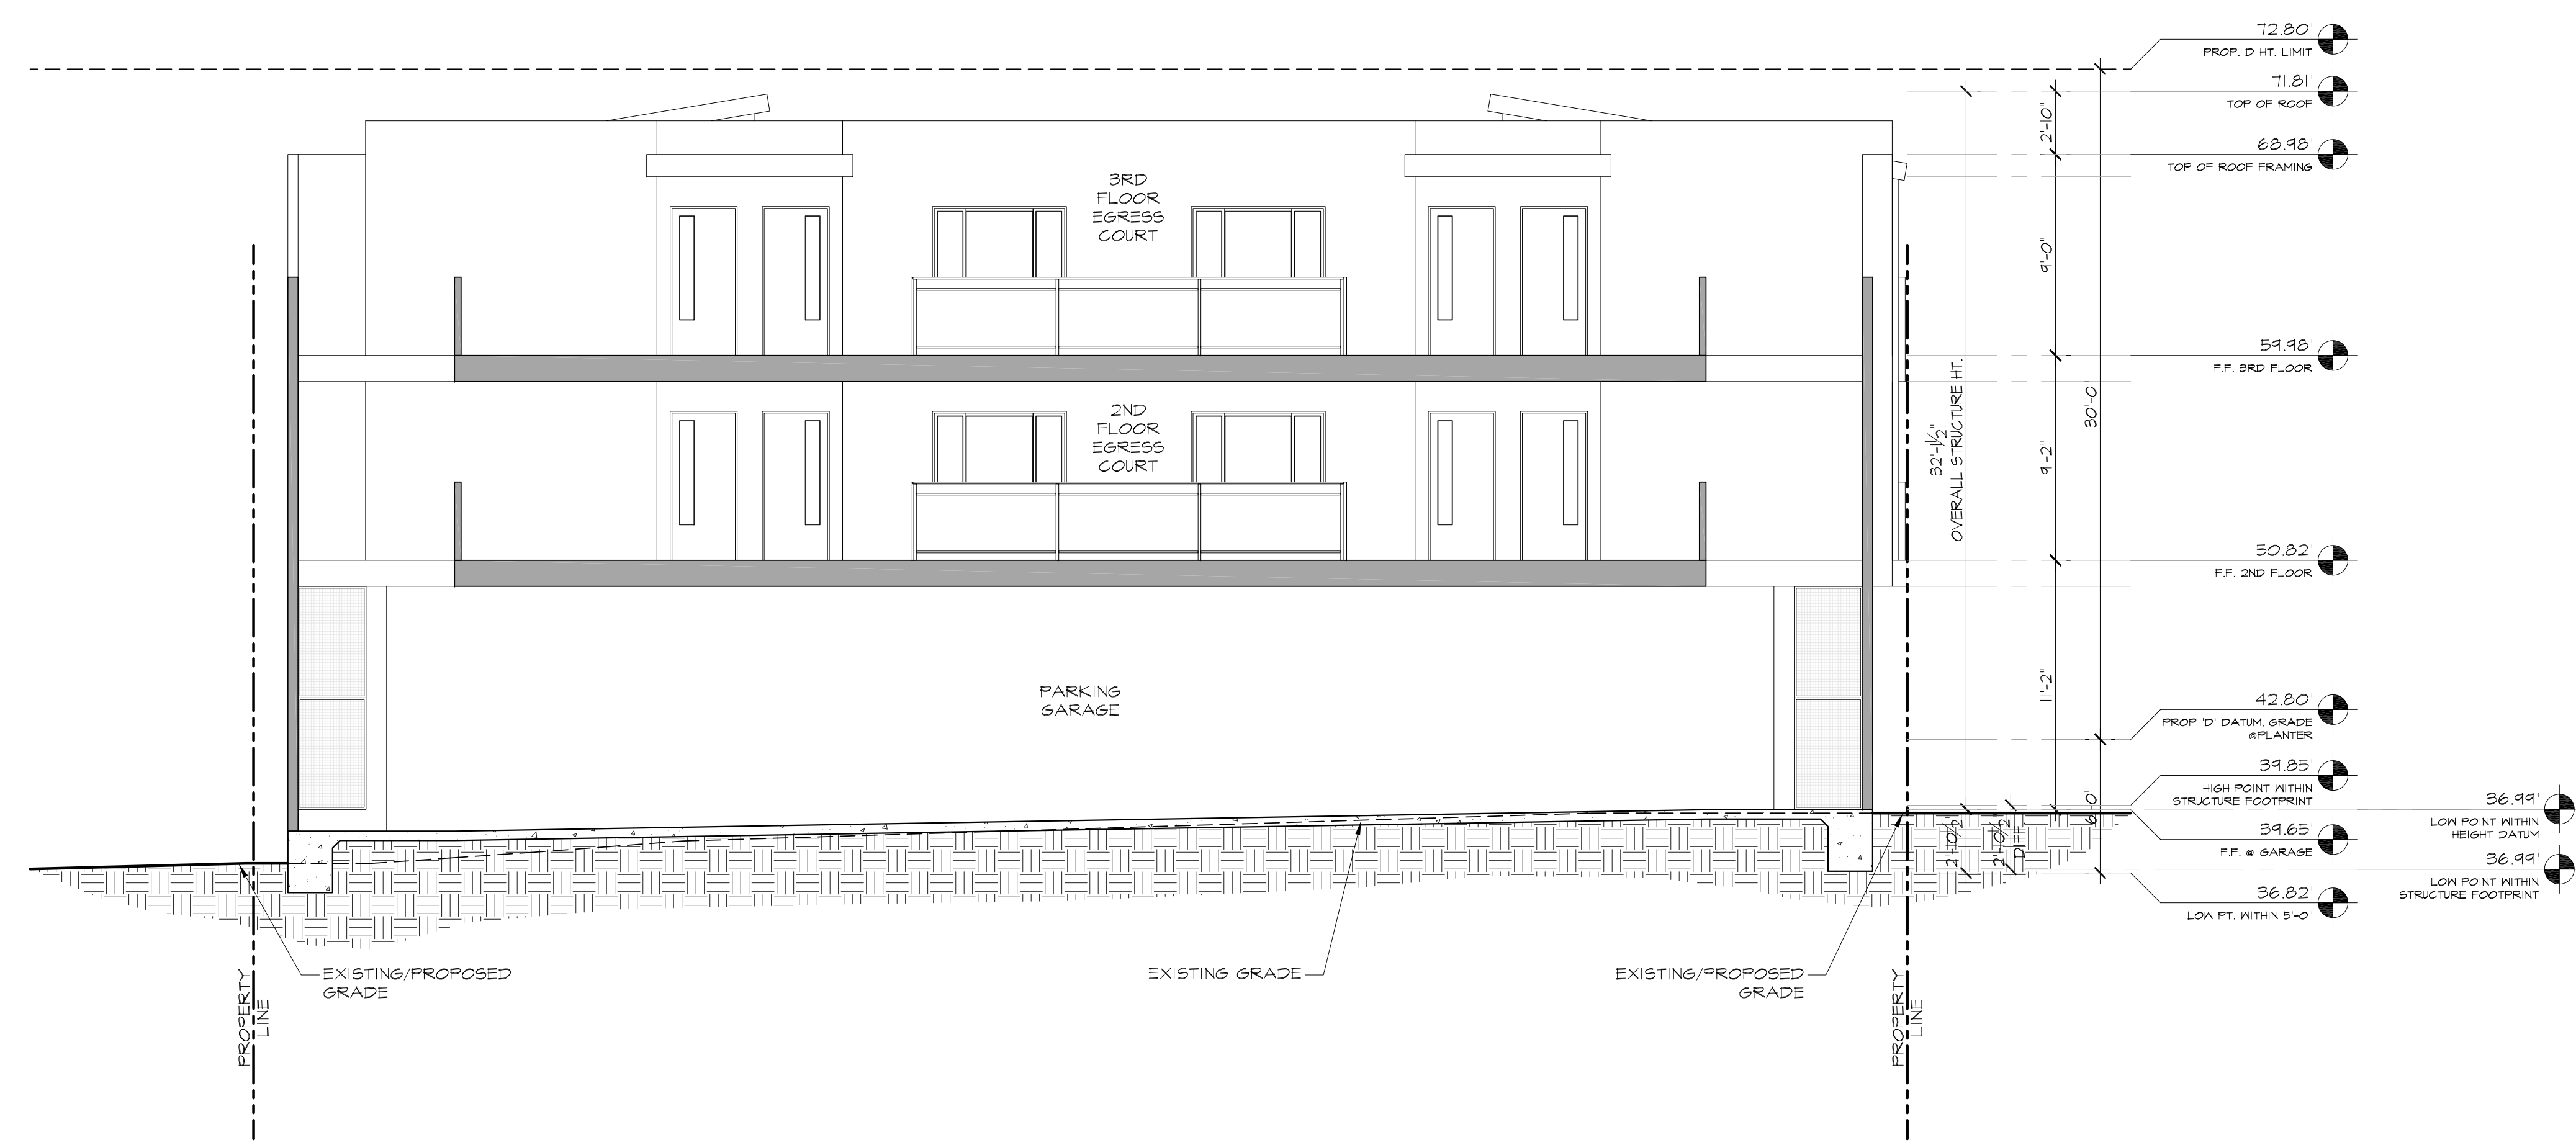 72.80'
PROP. D HT. LIMIT
71.81'
TOP OF ROOF
2'-10"
68.98'
TOP OF ROOF FRAMING
3RD
FLOOR
EGRESS
COURT
9'-0"
59.98'
F.F. 3RD FLOOR
32'-1 1/2"
OVERALL STRUCTURE HT.
30'-0"
2ND
FLOOR
EGRESS
COURT
9'-2"
50.82'
F.F. 2ND FLOOR
PARKING
GARAGE
11'-2"
42.80'
PROP 'D' DATUM, GRADE
@PLANTER
39.85'
HIGH POINT WITHIN
STRUCTURE FOOTPRINT
36.99'
LOW POINT WITHIN
HEIGHT DATUM
39.65'
F.F. @ GARAGE
2'-10 1/2"
2'-10 1/2"
DIFF.
6'-0"
36.99'
LOW POINT WITHIN
STRUCTURE FOOTPRINT
36.82'
LOW PT. WITHIN 5'-0"
EXISTING/PROPOSED
GRADE
EXISTING GRADE
EXISTING/PROPOSED
GRADE
PROPERTY
LINE
PROPERTY
LINE